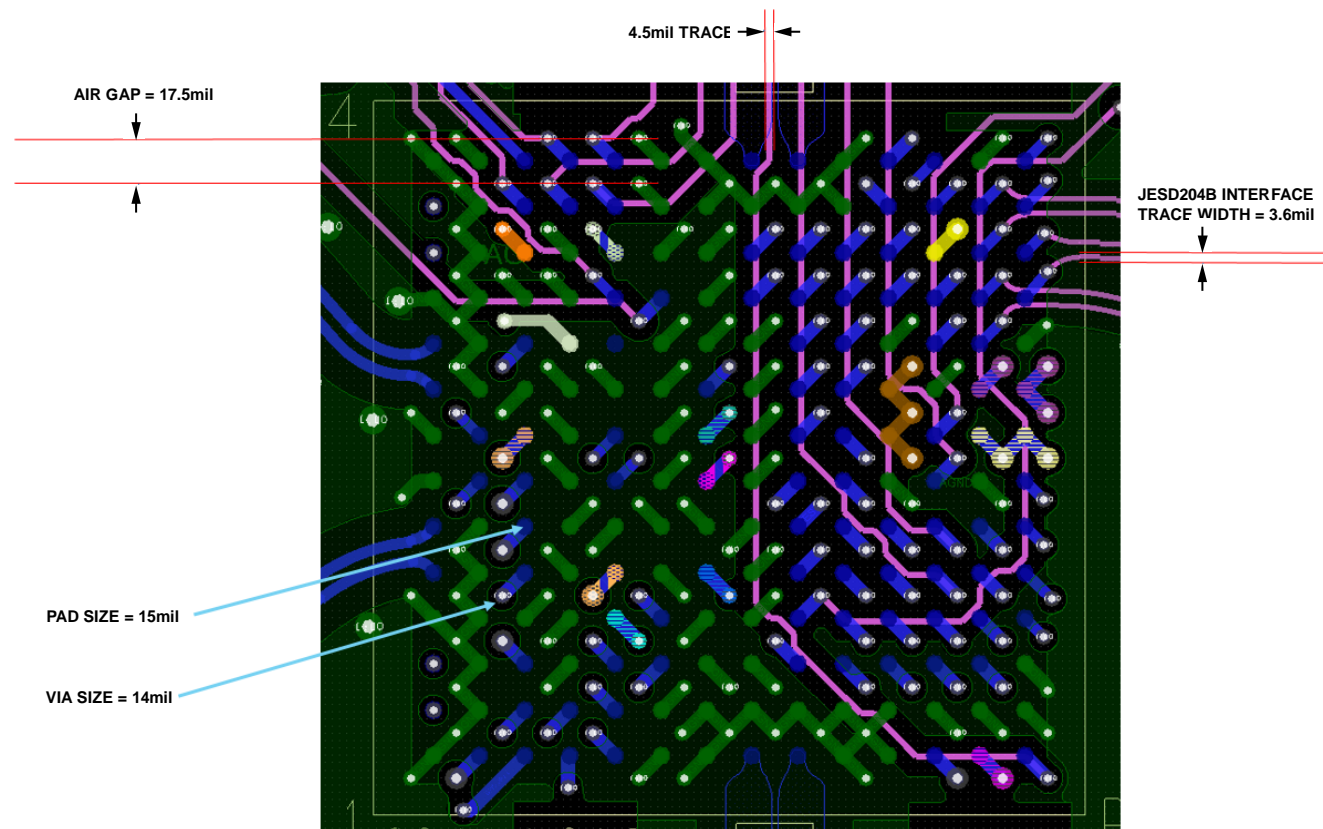 4.5mil TRACE
AIR GAP = 17.5mil
4
JESD204B INTERFACE
TRACE WIDTH = 3.6mil
AGND
PAD SIZE = 15mil
VIA SIZE = 14mil
1